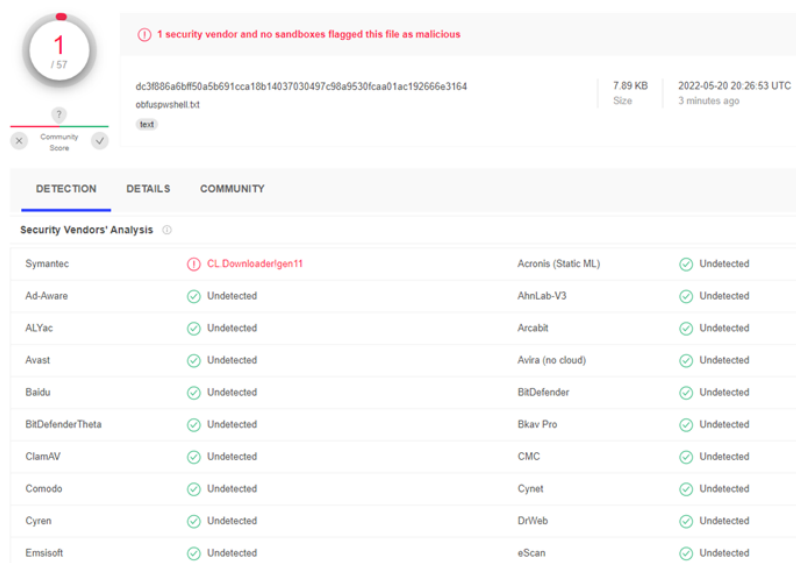 1
/ 57
1 security vendor and no sandboxes flagged this file as malicious
dc3f886a6bff50a5b691cca18b14037030497c98a9530fcaa01ac192666e3164
obfuspwshell.txt
text
7.89 KB
Size
2022-05-20 20:26:53 UTC
3 minutes ago
?
Community
Score
DETECTION DETAILS COMMUNITY
Security Vendors' Analysis
Symantec CL.Downloader!gen11 Acronis (Static ML) Undetected
Ad-Aware Undetected AhnLab-V3 Undetected
ALYac Undetected Arcabit Undetected
Avast Undetected Avira (no cloud) Undetected
Baidu Undetected BitDefender Undetected
BitDefenderTheta Undetected Bkav Pro Undetected
ClamAV Undetected CMC Undetected
Comodo Undetected Cynet Undetected
Cyren Undetected DrWeb Undetected
Emsisoft Undetected eScan Undetected